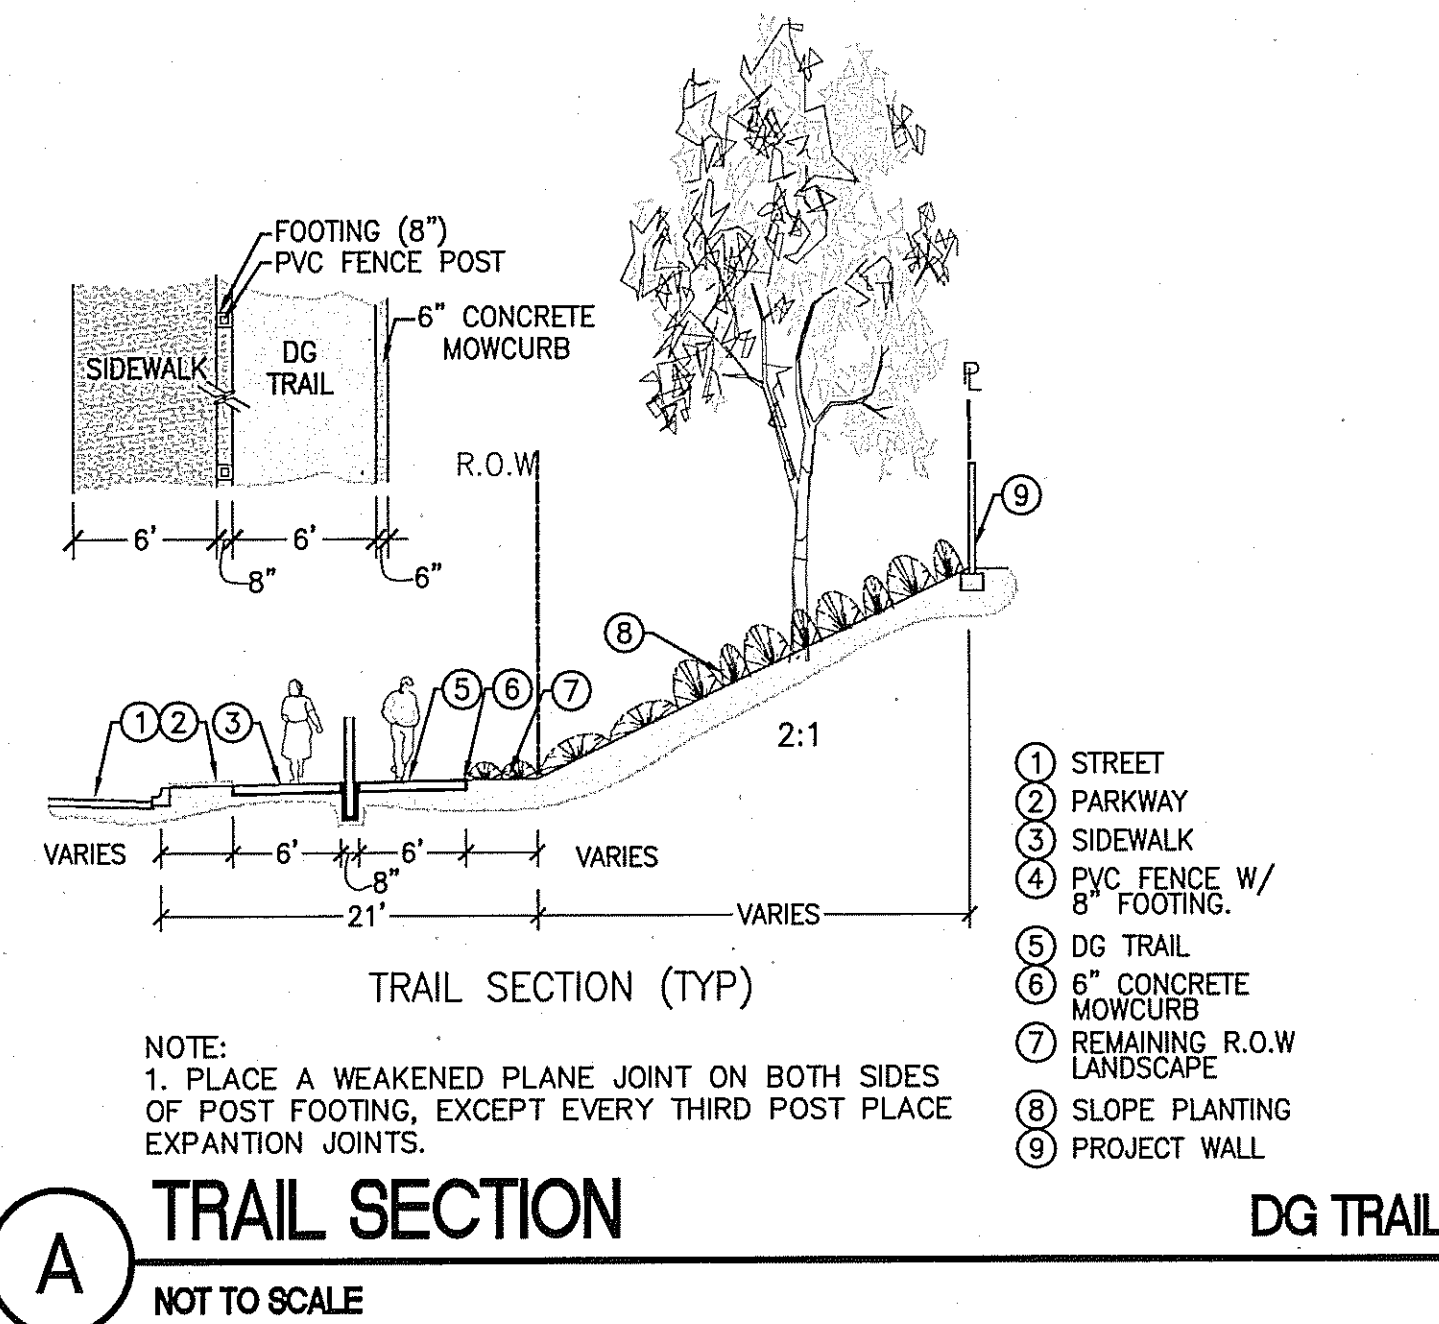 FOOTING (8")
PVC FENCE POST
6" CONCRETE
MOWCURB
SIDEWALK
DG
TRAIL
6'
8"
6'
6"
R.O.W
PL
9
8
1
2
3
5
6
7
2:1
VARIES
6'
8"
6'
VARIES
21'
VARIES
TRAIL SECTION (TYP)
1 STREET
2 PARKWAY
3 SIDEWALK
4 PVC FENCE W/
8" FOOTING.
5 DG TRAIL
6 6" CONCRETE
MOWCURB
7 REMAINING R.O.W
LANDSCAPE
8 SLOPE PLANTING
9 PROJECT WALL
NOTE:
1. PLACE A WEAKENED PLANE JOINT ON BOTH SIDES
OF POST FOOTING, EXCEPT EVERY THIRD POST PLACE
EXPANTION JOINTS.
A
TRAIL SECTION
DG TRAIL
NOT TO SCALE